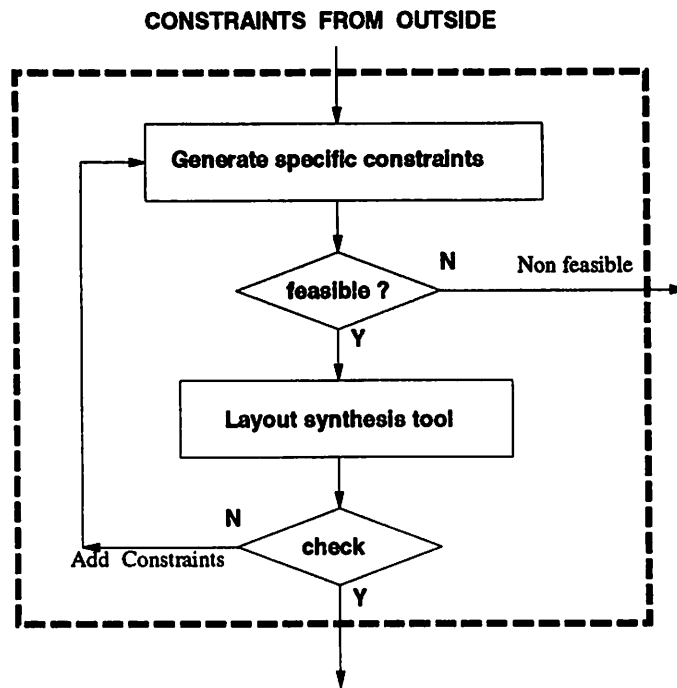 CONSTRAINTS FROM OUTSIDE
Generate specific constraints
N
Non feasible
feasible ?
Y
Layout synthesis tool
N
check
Add Constraints
Y